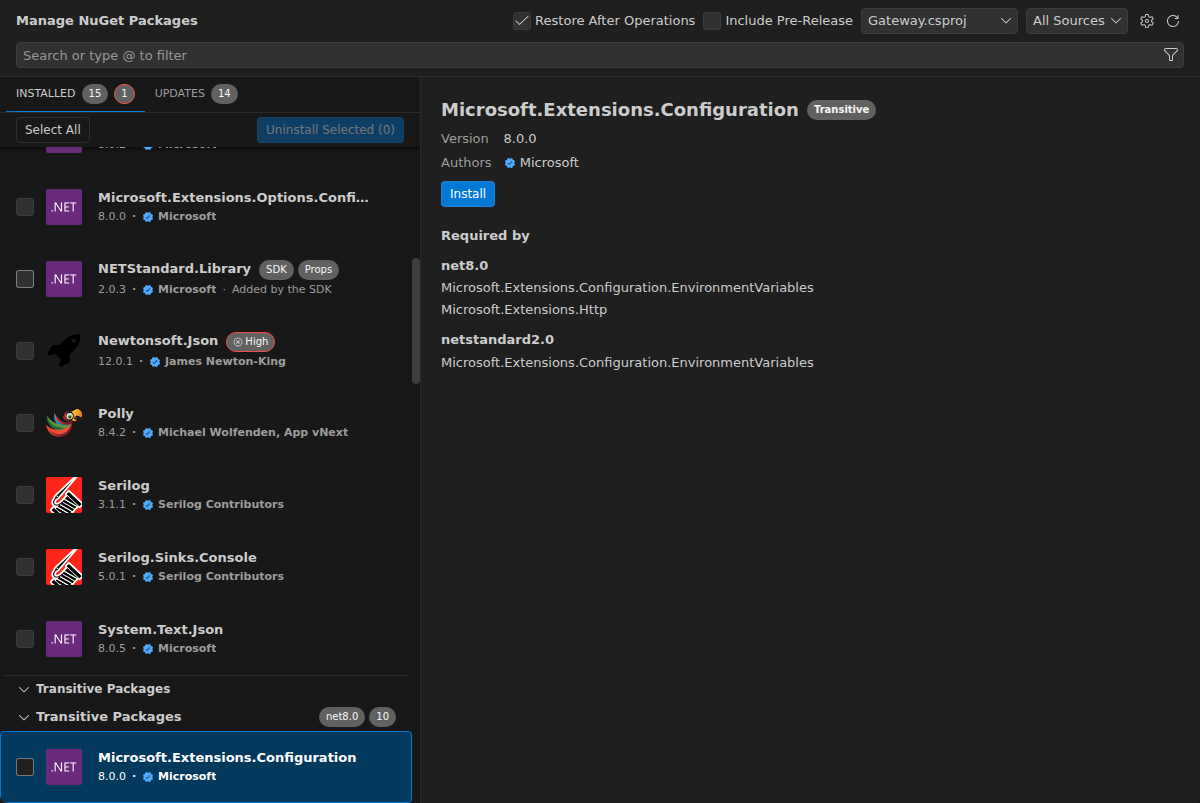 Manage NuGet Packages
Restore After Operations
Include Pre-Release
Gateway.csproj
All Sources
Search or type @ to filter
INSTALLED 15 1 UPDATES 14
Select All
Uninstall Selected (0)
Microsoft
Microsoft.Extensions.Options.Confi...
.NET
8.0.0 · Microsoft
NETStandard.Library SDK Props
.NET
2.0.3 · Microsoft · Added by the SDK
Newtonsoft.Json High
12.0.1 · James Newton-King
Polly
8.4.2 · Michael Wolfenden, App vNext
Serilog
3.1.1 · Serilog Contributors
Serilog.Sinks.Console
5.0.1 · Serilog Contributors
System.Text.Json
.NET
8.0.5 · Microsoft
Transitive Packages
Transitive Packages net8.0 10
Microsoft.Extensions.Configuration
.NET
8.0.0 · Microsoft
Microsoft.Extensions.Configuration Transitive
Version 8.0.0
Authors Microsoft
Install
Required by
net8.0
Microsoft.Extensions.Configuration.EnvironmentVariables
Microsoft.Extensions.Http
netstandard2.0
Microsoft.Extensions.Configuration.EnvironmentVariables